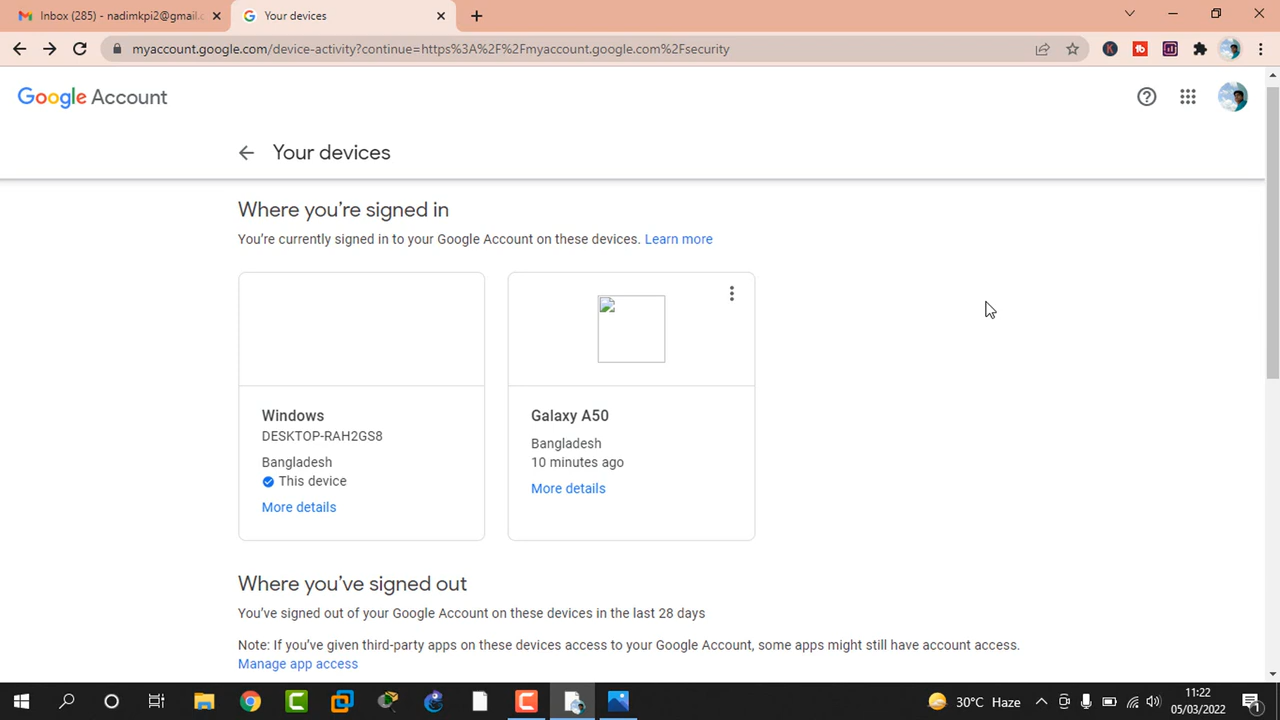 Inbox (285) - nadimkpi2@gmail.c
Your devices
myaccount.google.com/device-activity?continue=https%3A%2F%2Fmyaccount.google.com%2Fsecurity
Google Account
Your devices
Where you're signed in
You're currently signed in to your Google Account on these devices. Learn more
Windows
DESKTOP-RAH2GS8
Bangladesh
This device
More details
Galaxy A50
Bangladesh
10 minutes ago
More details
Where you've signed out
You've signed out of your Google Account on these devices in the last 28 days
Note: If you've given third-party apps on these devices access to your Google Account, some apps might still have account access.
Manage app access
30°C Haze
11:22
05/03/2022